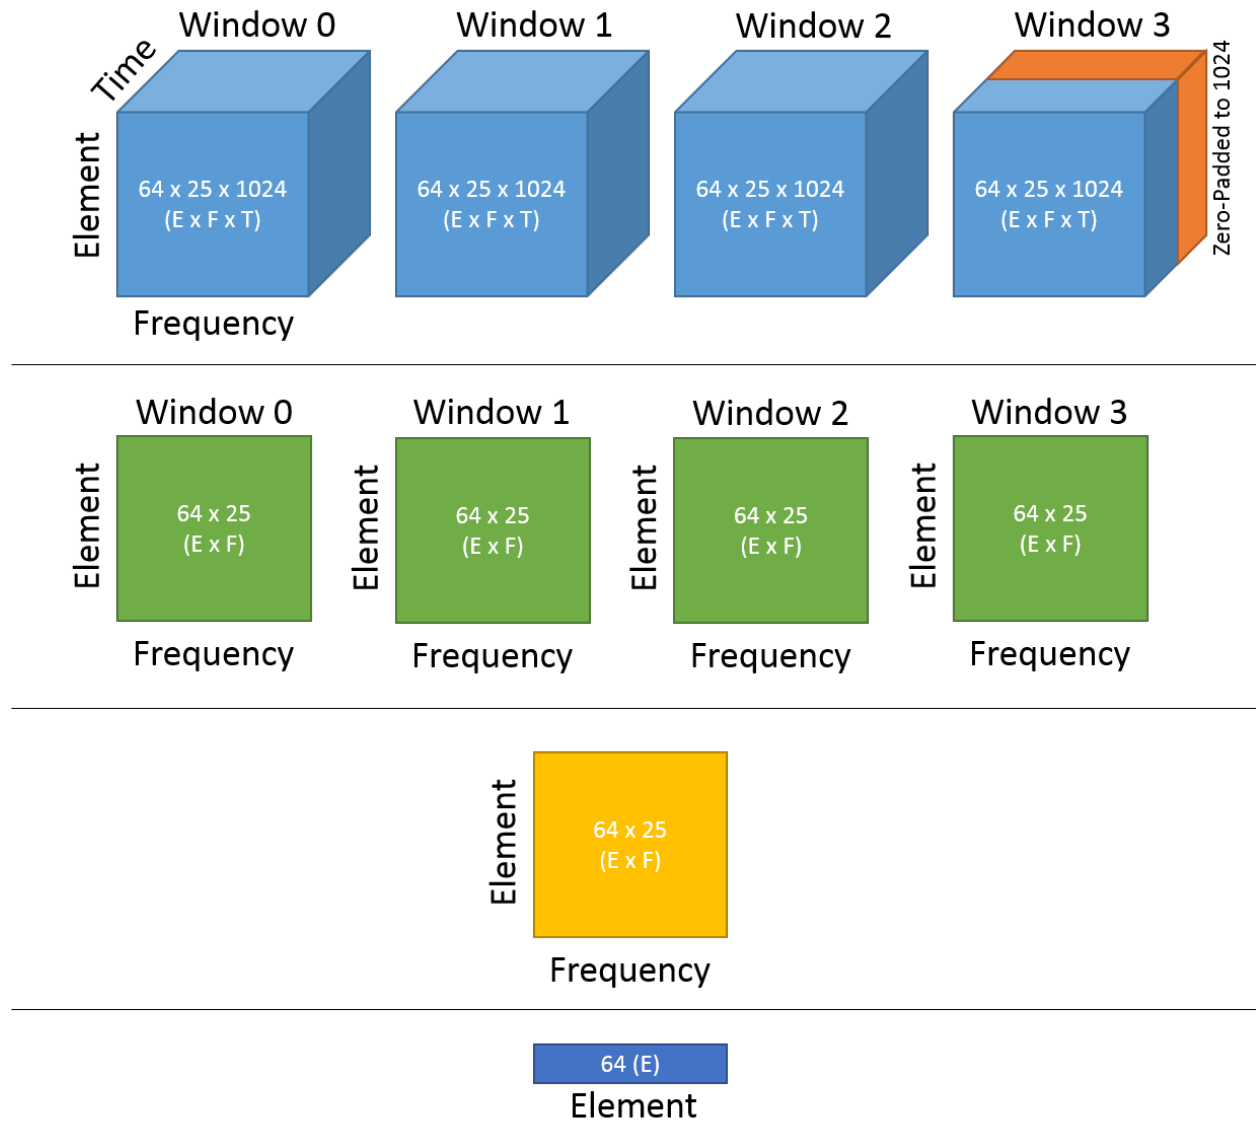 Window 0
Window 1
Window 2
Window 3
Time
Element
64 x 25 x 1024
(E x F x T)
64 x 25 x 1024
(E x F x T)
64 x 25 x 1024
(E x F x T)
64 x 25 x 1024
(E x F x T)
Zero-Padded to 1024
Frequency
Window 0
Window 1
Window 2
Window 3
Element
64 x 25
(E x F)
Element
64 x 25
(E x F)
Element
64 x 25
(E x F)
Element
64 x 25
(E x F)
Frequency
Frequency
Frequency
Frequency
Element
64 x 25
(E x F)
Frequency
64 (E)
Element